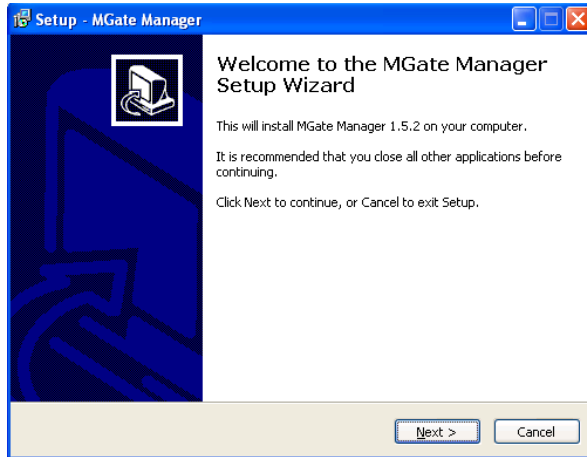 Setup - MGate Manager
Welcome to the MGate Manager
Setup Wizard
This will install MGate Manager 1.5.2 on your computer.
It is recommended that you close all other applications before
continuing.
Click Next to continue, or Cancel to exit Setup.
Next >
Cancel